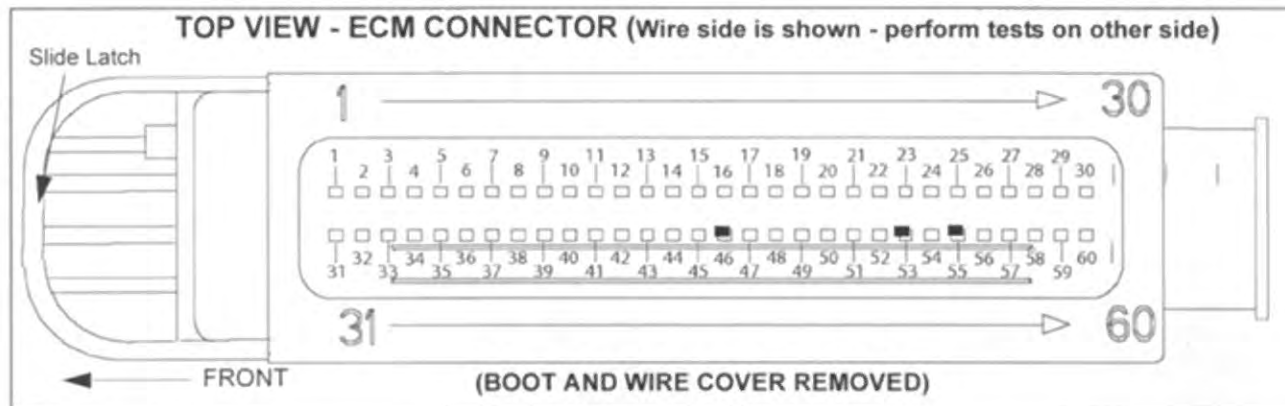 TOP VIEW - ECM CONNECTOR (Wire side is shown - perform tests on other side)
Slide Latch
1 30
1 3 5 7 9 11 13 15 17 19 21 23 25 27 29
2 4 6 8 10 12 14 16 18 20 22 24 26 28 30
32 34 36 38 40 42 44 46 48 50 52 54 56 58 60
31 33 35 37 39 41 43 45 47 49 51 53 55 57 59
31 60
FRONT
(BOOT AND WIRE COVER REMOVED)